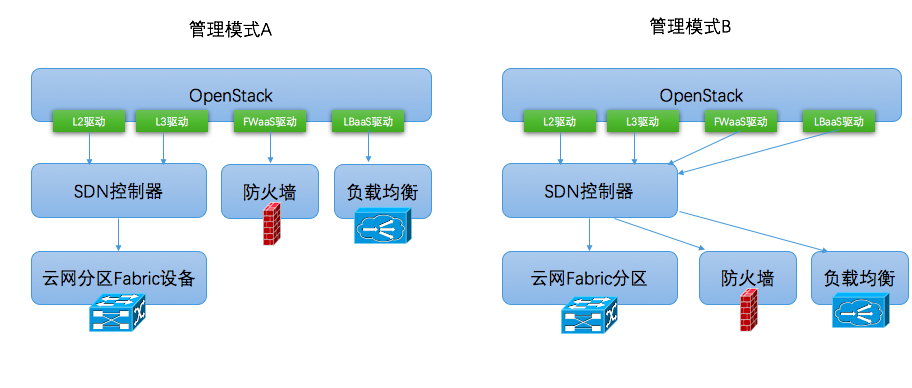 管理模式A
OpenStack
L2驱动
L3驱动
FWaaS驱动
LBaaS驱动
SDN控制器
防火墙
负载均衡
云网分区Fabric设备
管理模式B
OpenStack
L2驱动
L3驱动
FWaaS驱动
LBaaS驱动
SDN控制器
云网Fabric分区
防火墙
负载均衡